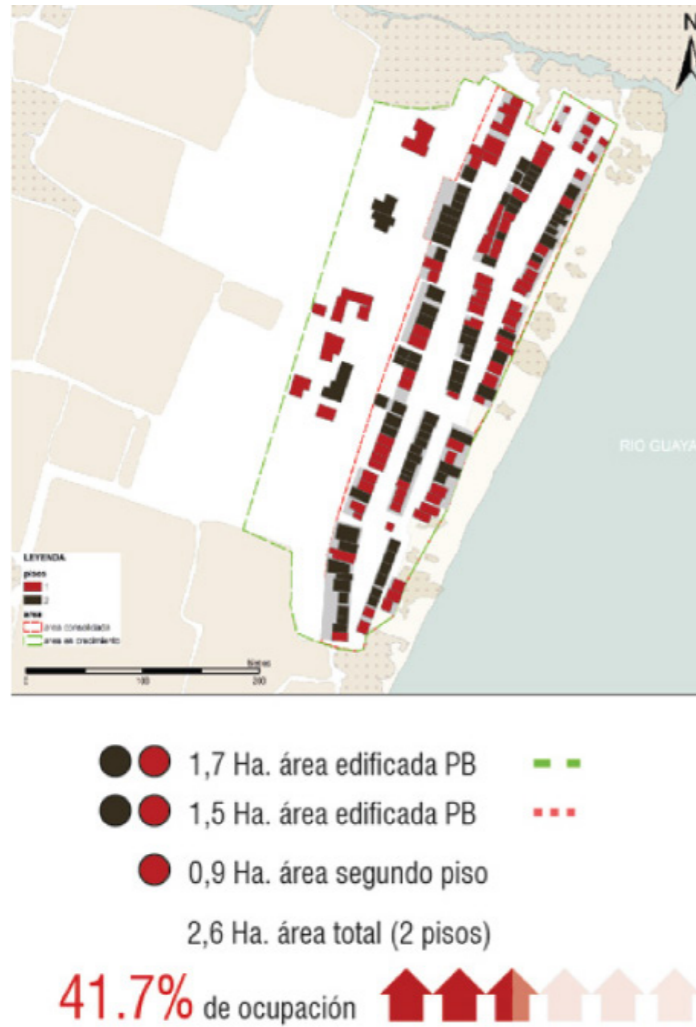 N
RIO GUAYA
LEYENDA
pisos
1
2
area
área consolidada
área en crecimiento
Metros
0 100 200
1,7 Ha. área edificada PB
1,5 Ha. área edificada PB
0,9 Ha. área segundo piso
2,6 Ha. área total (2 pisos)
41.7% de ocupación